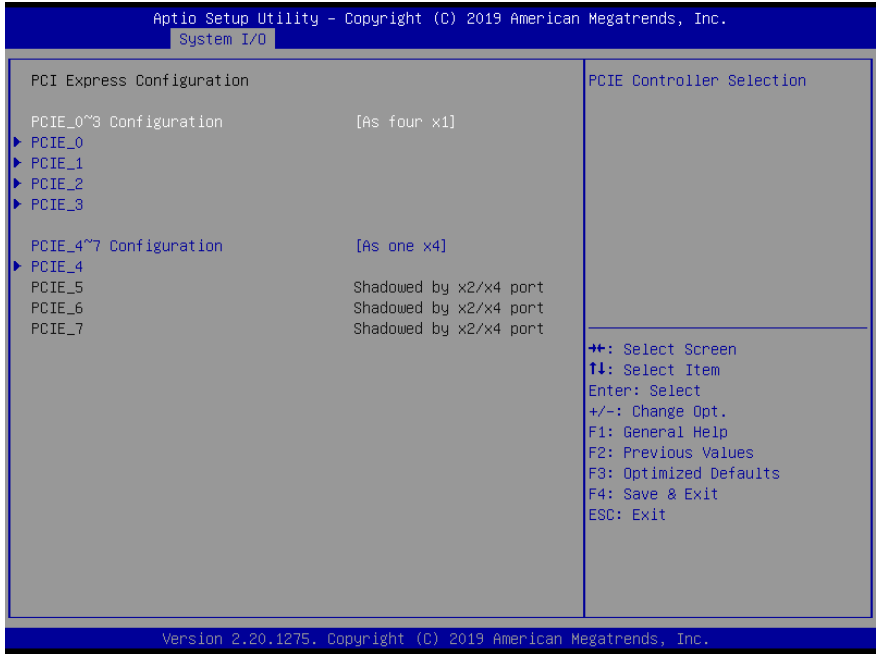 Aptio Setup Utility – Copyright (C) 2019 American Megatrends, Inc.
System I/O
PCI Express Configuration
PCIE_0~3 Configuration [As four x1]
PCIE_0
PCIE_1
PCIE_2
PCIE_3
PCIE_4~7 Configuration [As one x4]
PCIE_4
PCIE_5 Shadowed by x2/x4 port
PCIE_6 Shadowed by x2/x4 port
PCIE_7 Shadowed by x2/x4 port
PCIE Controller Selection
→←: Select Screen
↑↓: Select Item
Enter: Select
+/-: Change Opt.
F1: General Help
F2: Previous Values
F3: Optimized Defaults
F4: Save & Exit
ESC: Exit
Version 2.20.1275. Copyright (C) 2019 American Megatrends, Inc.